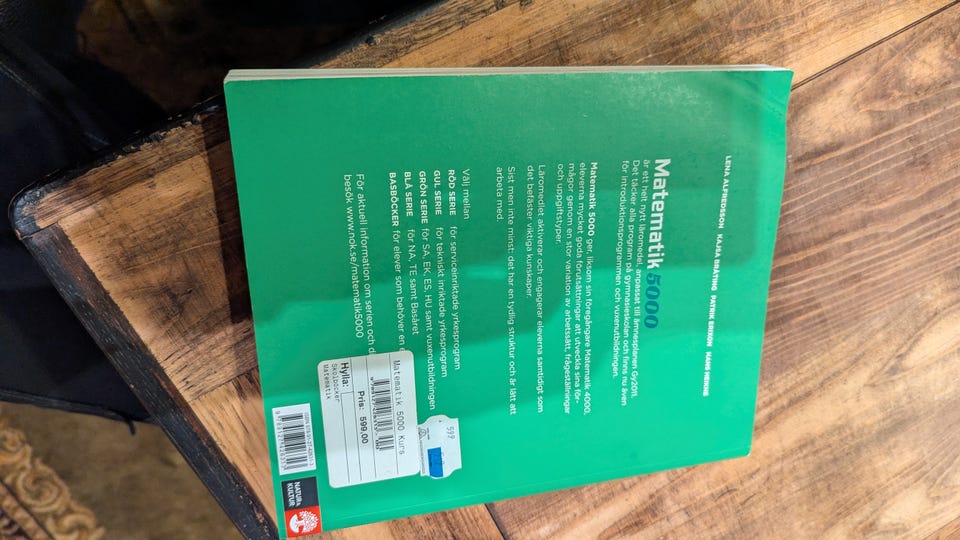 LENA ALFREDSSON KAJSA BRÅTING PATRIK ERIXON HANS HEIKNE
Matematik 5000
är ett helt nytt läromedel, anpassat till ämnesplanen Gy2011.
Det täcker alla program på gymnasieskolan och finns nu även
för introduktionsprogrammen och vuxenutbildningen.
Matematik 5000 ger, liksom sin föregångare Matematik 4000,
eleverna mycket goda förutsättningar att utveckla sina för-
mågor genom en stor variation av arbetssätt, frågeställningar
och uppgiftstyper.
Läromedlet aktiverar och engagerar eleverna samtidigt som
det befäster viktiga kunskaper.
Sist men inte minst: det har en tydlig struktur och är lätt att
arbeta med.
Välj mellan
RÖD SERIE för serviceinriktade yrkesprogram
GUL SERIE för tekniskt inriktade yrkesprogram
GRÖN SERIE för SA, EK, ES, HU samt vuxenutbildningen
BLÅ SERIE för NA, TE samt Basåret
BASBÖCKER för elever som behöver en
För aktuell information om serien och
besök www.nok.se/matematik5000
599
Matematik 5000 Kurs
Pris: 599,00
Hylla:
Skolböcker
Matematik
NATUR &
KULTUR